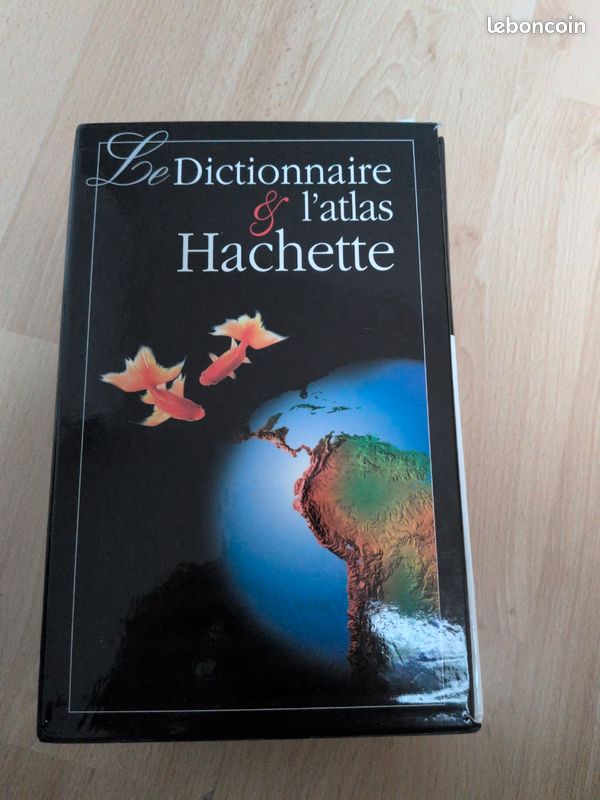 leboncoin
Le Dictionnaire
& l'atlas
Hachette